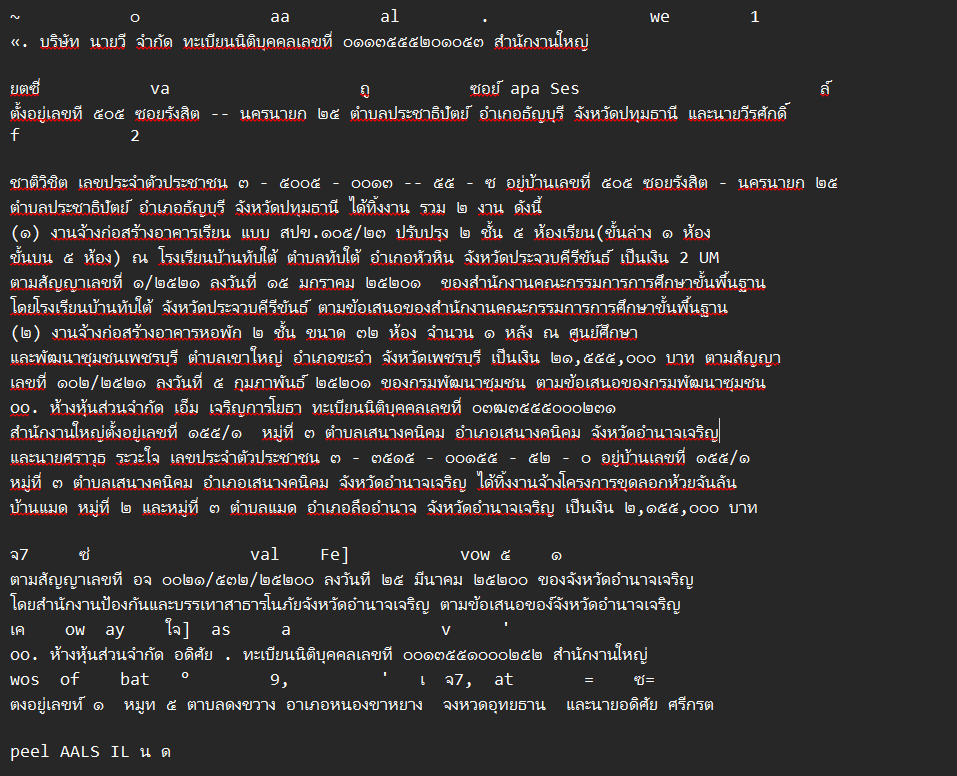 ~ o aa al . we 1
«. บริษัท นายวี จำกัด ทะเบียนนิติบุคคลเลขที่ ๐๑๑๓๕๕๕๒๐๑๐๕๓ สำนักงานใหญ่
ยตซี่ va ถู ซอย์ apa Ses ล้
ตั้งอยู่เลขที่ ๕๐๕ ซอยรังสิต -- นครนายก ๒๕ ตำบลประชาธิปัตย์ อำเภอธัญบุรี จังหวัดปทุมธานี และนายวีรศักดิ์
f 2
ชาติวิชิต เลขประจำตัวประชาชน ๓ - ๕๐๐๕ - ๐๐๑๓ -- ๕๕ - ซ อยู่บ้านเลขที่ ๕๐๕ ซอยรังสิต - นครนายก ๒๕
ตำบลประชาธิปัตย์ อำเภอธัญบุรี จังหวัดปทุมธานี ได้ทิ้งงาน รวม ๒ งาน ดังนี้
(๑) งานจ้างก่อสร้างอาคารเรียน แบบ สปช.๑๐๕/๒๓ ปรับปรุง ๒ ชั้น ๕ ห้องเรียน(ชั้นล่าง ๑ ห้อง
ชั้นบน ๕ ห้อง) ณ โรงเรียนบ้านทับใต้ ตำบลทับใต้ อำเภอหัวหิน จังหวัดประจวบคีรีขันธ์ เป็นเงิน 2 UM
ตามสัญญาเลขที่ ๑/๒๕๒๑ ลงวันที่ ๑๕ มกราคม ๒๕๒๐๑ ของสำนักงานคณะกรรมการการศึกษาขั้นพื้นฐาน
โดยโรงเรียนบ้านทับใต้ จังหวัดประจวบคีรีขันธ์ ตามข้อเสนอของสำนักงานคณะกรรมการการศึกษาขั้นพื้นฐาน
(๒) งานจ้างก่อสร้างอาคารหอพัก ๒ ชั้น ขนาด ๓๒ ห้อง จำนวน ๑ หลัง ณ ศูนย์ศึกษา
และพัฒนาชุมชนเพชรบุรี ตำบลเขาใหญ่ อำเภอชะอำ จังหวัดเพชรบุรี เป็นเงิน ๒๑,๕๕๕,๐๐๐ บาท ตามสัญญา
เลขที่ ๑๐๒/๒๕๒๑ ลงวันที่ ๕ กุมภาพันธ์ ๒๕๒๐๑ ของกรมพัฒนาชุมชน ตามข้อเสนอของกรมพัฒนาชุมชน
๐๐. ห้างหุ้นส่วนจำกัด เอ็ม เจริญการโยธา ทะเบียนนิติบุคคลเลขที่ ๐๓ฒ๓๕๕๕๐๐๐๒๓๑
สำนักงานใหญ่ตั้งอยู่เลขที่ ๑๕๕/๑ หมู่ที่ ๓ ตำบลเสนางคนิคม อำเภอเสนางคนิคม จังหวัดอำนาจเจริญ
และนายศราวุธ ระวะใจ เลขประจำตัวประชาชน ๓ - ๓๕๑๕ - ๐๐๑๕๕ - ๕๒ - ๐ อยู่บ้านเลขที่ ๑๕๕/๑
หมู่ที่ ๓ ตำบลเสนางคนิคม อำเภอเสนางคนิคม จังหวัดอำนาจเจริญ ได้ทิ้งงานจ้างโครงการขุดลอกห้วยจันลัน
บ้านแมด หมู่ที่ ๒ และหมู่ที่ ๓ ตำบลแมด อำเภอลืออำนาจ จังหวัดอำนาจเจริญ เป็นเงิน ๒,๑๕๕,๐๐๐ บาท
จ7 ซ่ val Fe] vow ๕ ๑
ตามสัญญาเลขที่ อจ ๐๐๒๑/๕๓๒/๒๕๒๐๐ ลงวันที่ ๒๕ มีนาคม ๒๕๒๐๐ ของจังหวัดอำนาจเจริญ
โดยสำนักงานป้องกันและบรรเทาสาธารโนภัยจังหวัดอำนาจเจริญ ตามข้อเสนอของจังหวัดอำนาจเจริญ
เค ow ay ใจ] as a v '
๐๐. ห้างหุ้นส่วนจำกัด อดิศัย . ทะเบียนนิติบุคคลเลขที่ ๐๐๑๓๕๕๑๐๐๐๒๕๒ สำนักงานใหญ่
wos of bat ° 9, ' เ จ7, at = ซ=
ตงอยู่เลขที่ ๑ หมูท ๕ ตาบลดงขวาง อาเภอหนองขาหยาง จงหวดอุทยธาน และนายอดิศัย ศรีกรต
peel AALS IL น ด